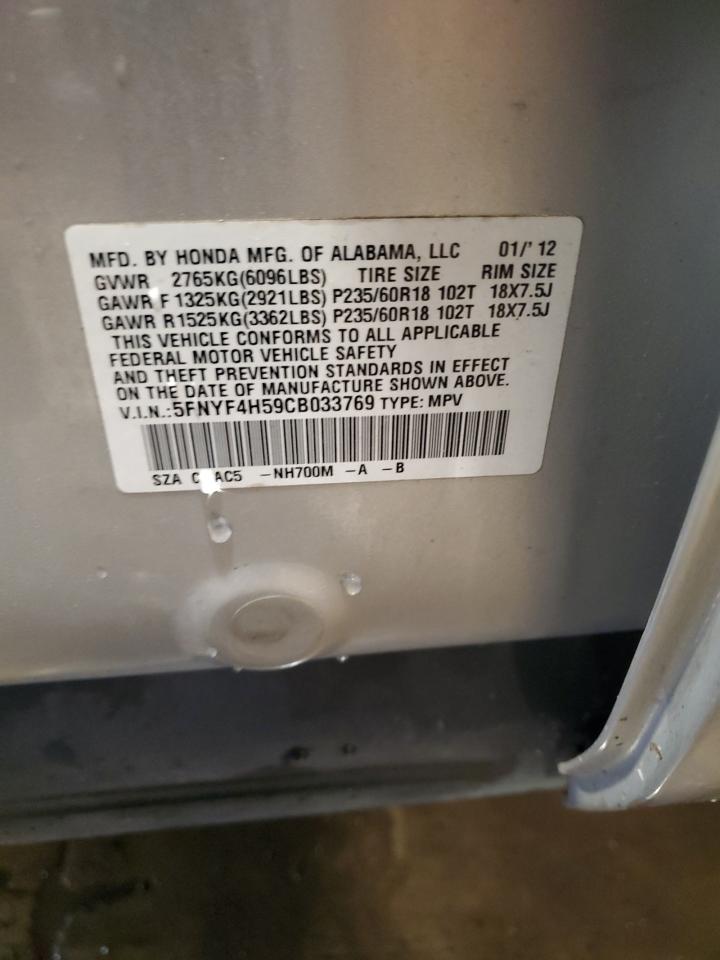 MFD. BY HONDA MFG. OF ALABAMA, LLC 01/' 12
GVWR 2765KG(6096LBS) TIRE SIZE RIM SIZE
GAWR F 1325KG(2921LBS) P235/60R18 102T 18X7.5J
GAWR R1525KG(3362LBS) P235/60R18 102T 18X7.5J
THIS VEHICLE CONFORMS TO ALL APPLICABLE
FEDERAL MOTOR VEHICLE SAFETY
AND THEFT PREVENTION STANDARDS IN EFFECT
ON THE DATE OF MANUFACTURE SHOWN ABOVE.
V.I.N.:5FNYF4H59CB033769 TYPE: MPV
SZA -NH700M -A -B